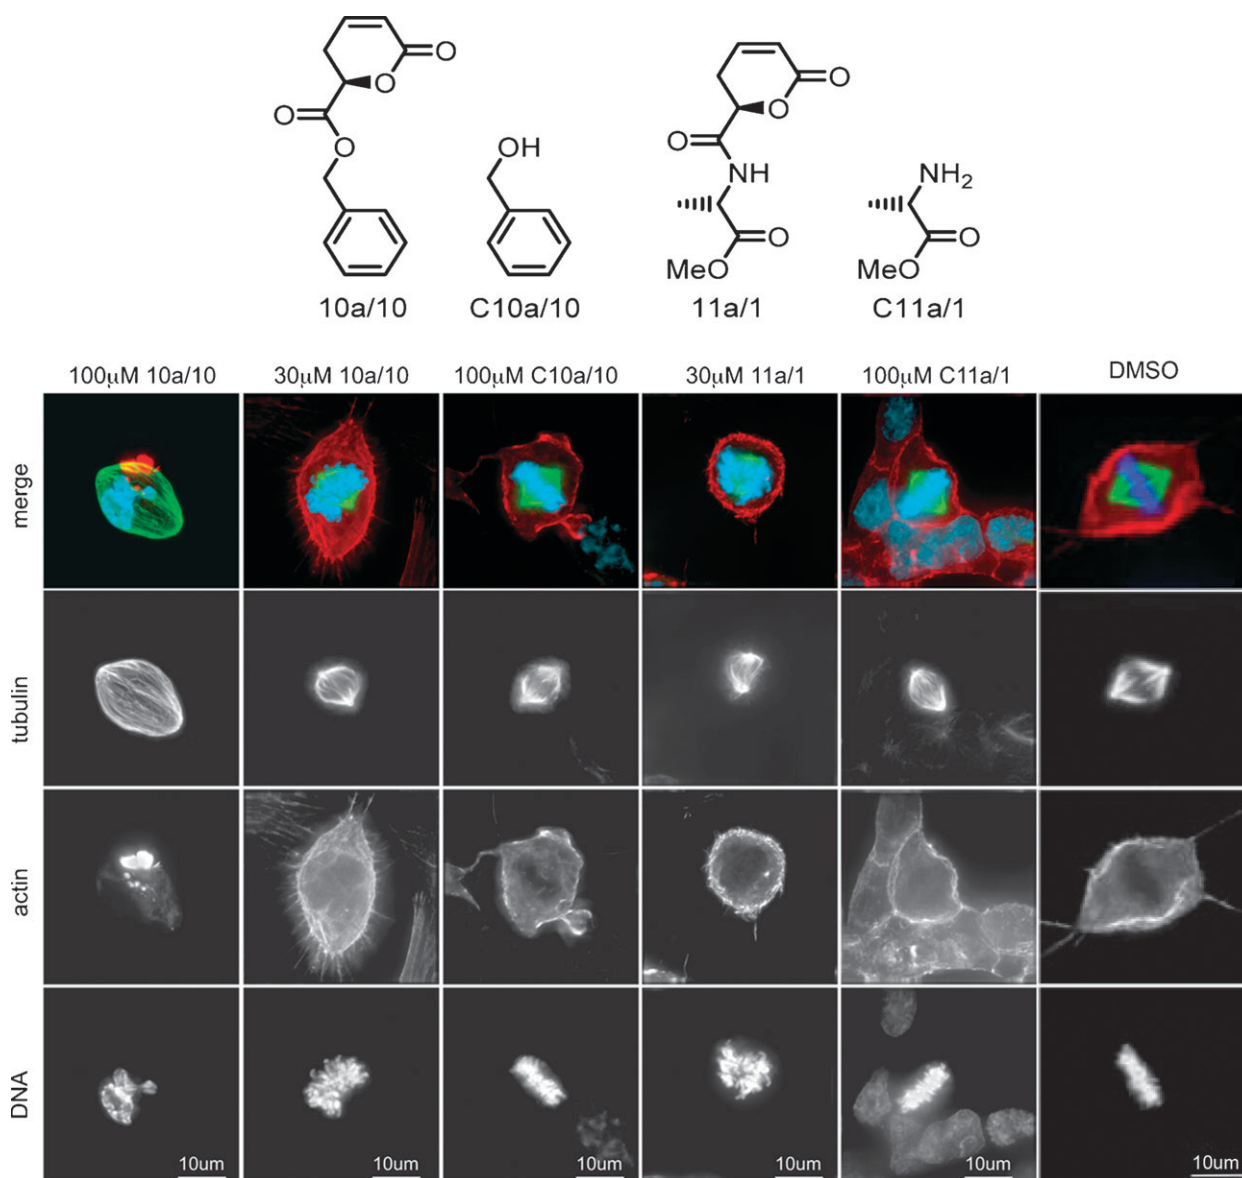 O
O
O
O
O
O
O
O
OH
NH
NH₂
O
O
MeO
MeO
10a/10 C10a/10 11a/1 C11a/1
100μM 10a/10 30μM 10a/10 100μM C10a/10 30μM 11a/1 100μM C11a/1 DMSO
merge
tubulin
actin
DNA
10um 10um 10um 10um 10um 10um